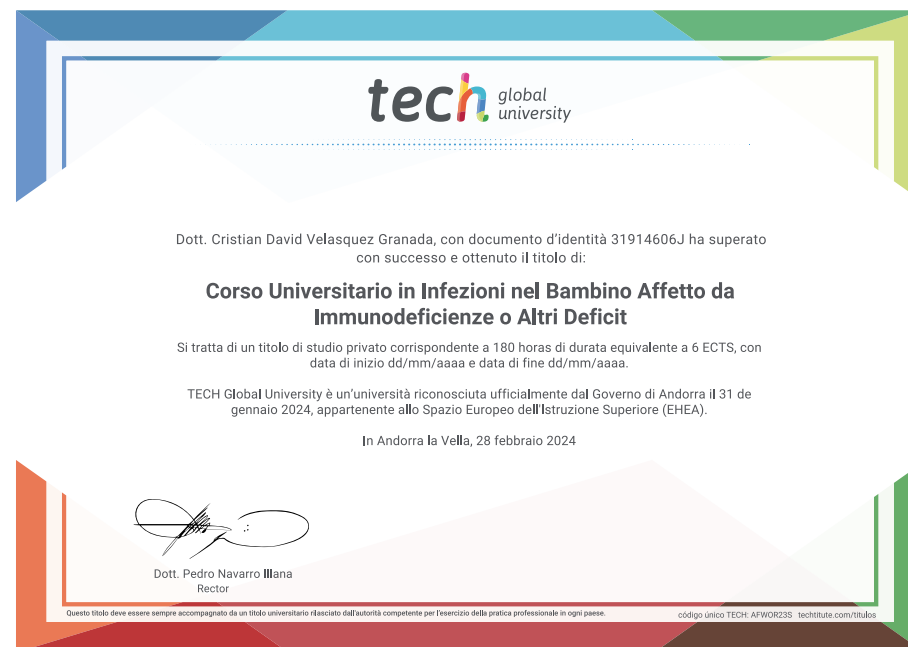 tech global university
Dott. Cristian David Velasquez Granada, con documento d'identità 31914606J ha superato
con successo e ottenuto il titolo di:
Corso Universitario in Infezioni nel Bambino Affetto da
Immunodeficienze o Altri Deficit
Si tratta di un titolo di studio privato corrispondente a 180 horas di durata equivalente a 6 ECTS, con
data di inizio dd/mm/aaaa e data di fine dd/mm/aaaa.
TECH Global University è un'università riconosciuta ufficialmente dal Governo di Andorra il 31 de
gennaio 2024, appartenente allo Spazio Europeo dell'Istruzione Superiore (EHEA).
In Andorra la Vella, 28 febbraio 2024
Dott. Pedro Navarro Illana
Rector
Questo titolo deve essere sempre accompagnato da un titolo universitario rilasciato dall'autorità competente per l'esercizio della pratica professionale in ogni paese.
código único TECH: AFWOR23S techtitute.com/titulos